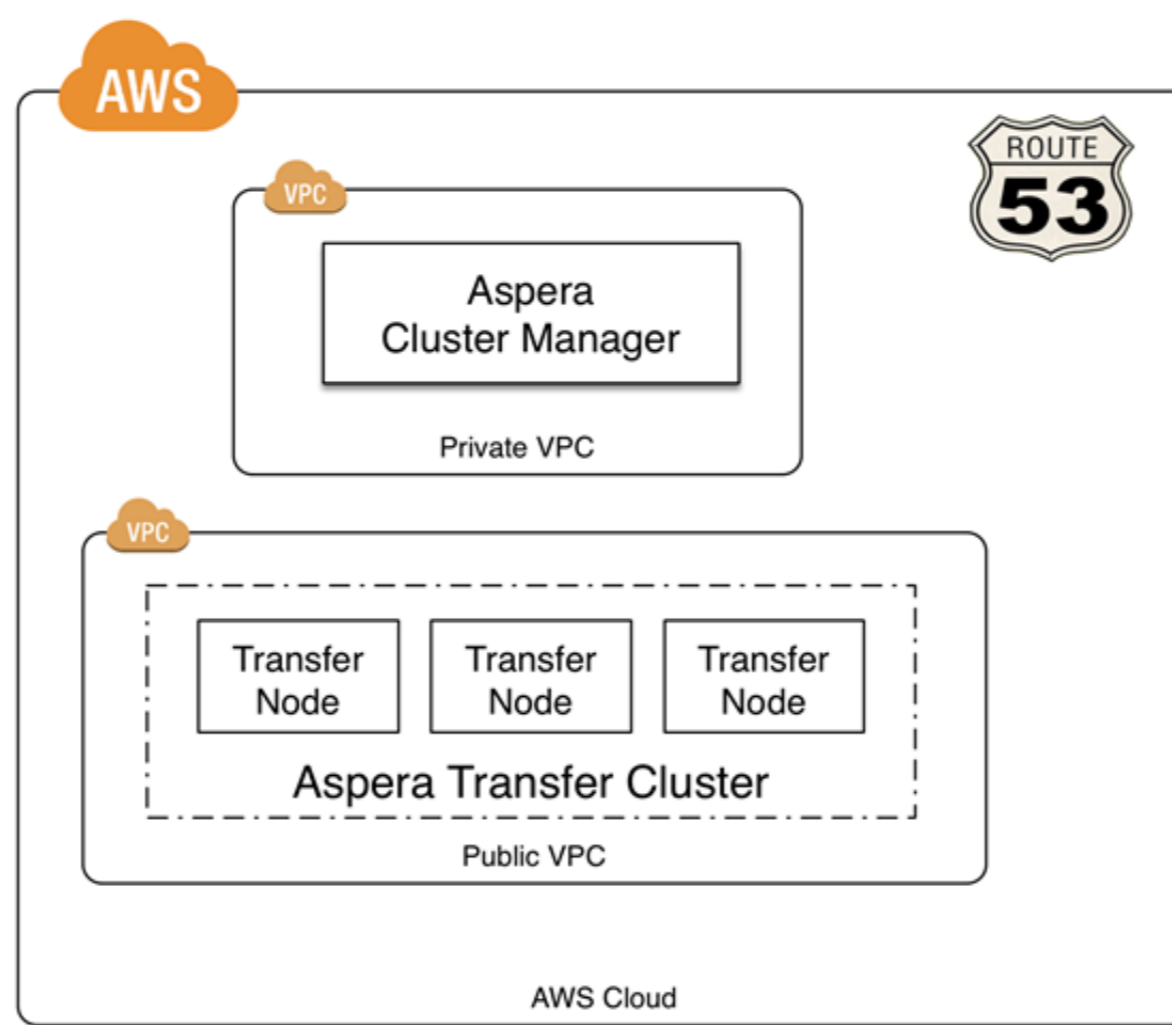 AWS
ROUTE
53
VPC
Aspera
Cluster Manager
Private VPC
VPC
Transfer
Node
Transfer
Node
Transfer
Node
Aspera Transfer Cluster
Public VPC
AWS Cloud